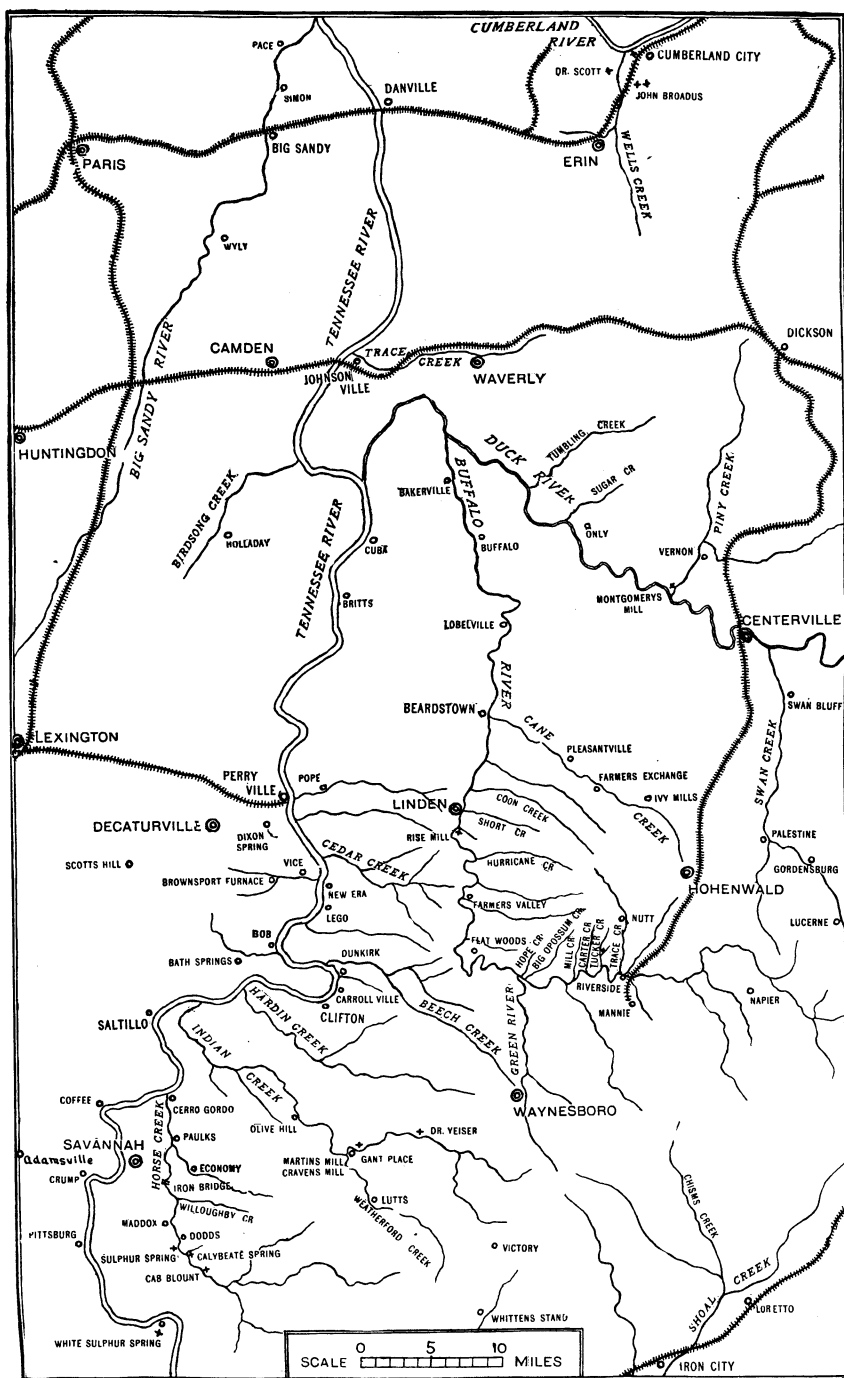 CUMBERLAND
RIVER
PACE
CUMBERLAND CITY
DR. SCOTT
SIMON
JOHN BROADUS
DANVILLE
BIG SANDY
PARIS
ERIN
WELLS CREEK
WYLY
TENNESSEE RIVER
BIG SANDY RIVER
CAMDEN
JOHNSON
VILLE
TRACE
CREEK
WAVERLY
DICKSON
HUNTINGDON
DUCK
RIVER
TUMBLING CREEK
SUGAR CR
PINY CREEK
BIRDSONG CREEK
HOLLADAY
BAKERVILLE
BUFFALO
BUFFALO
ONLY
TENNESSEE RIVER
CUBA
VERNON
BRITTS
MONTGOMERYS
MILL
LOBELVILLE
CENTERVILLE
RIVER
SWAN BLUFF
BEARDSTOWN
CANE
LEXINGTON
PLEASANTVILLE
SWAN CREEK
PERRY
VILLE
POPE
FARMERS EXCHANGE
LINDEN
COON CREEK
IVY MILLS
CREEK
DECATURVILLE
DIXON
SPRING
RISE MILL
SHORT CR
PALESTINE
SCOTTS HILL
CEDAR CREEK
HURRICANE CR
GORDENSBURG
VICE
BROWNSPORT FURNACE
HOHENWALD
NEW ERA
FARMERS VALLEY
LEGO
NUTT
LUCERNE
BOB
FLAT WOODS
HOPE CR
BIG OPOSSUM CR
MILL CR
CARTER CR
TUCKER CR
TRACE CR
BATH SPRINGS
DUNKIRK
CARROLL VILLE
RIVERSIDE
NAPIER
SALTILLO
HARDIN CREEK
CLIFTON
BEECH CREEK
GREEN RIVER
MANNIE
INDIAN
CREEK
COFFEE
CERRO GORDO
WAYNESBORO
OLIVE HILL
DR. YEISER
SAVANNAH
HORSE CREEK
PAULKS
Adamsville
ECONOMY
MARTINS MILL
CRAVENS MILL
GANT PLACE
CRUMP
IRON BRIDGE
LUTTS
CHISMS CREEK
WILLOUGHBY CR
WEATHERFORD CREEK
MADDOX
PITTSBURG
DODDS
SULPHUR SPRING
CALYBEATE SPRING
VICTORY
CAB BLOUNT
SHOAL
CREEK
LORETTO
WHITTENS STAND
WHITE SULPHUR SPRING
IRON CITY
0 5 10
SCALE MILES